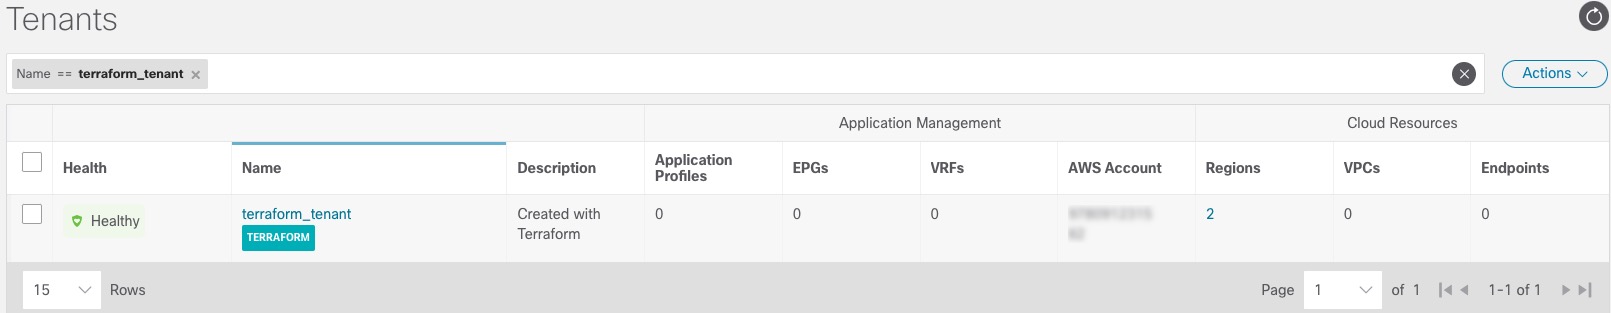 Tenants
Name == terraform_tenant
Actions
Application Management Cloud Resources
Health Name Description Application Profiles EPGs VRFs AWS Account Regions VPCs Endpoints
Healthy terraform_tenant Created with 0 0 0 2 0 0
TERRAFORM Terraform
15 Rows Page 1 of 1 1-1 of 1